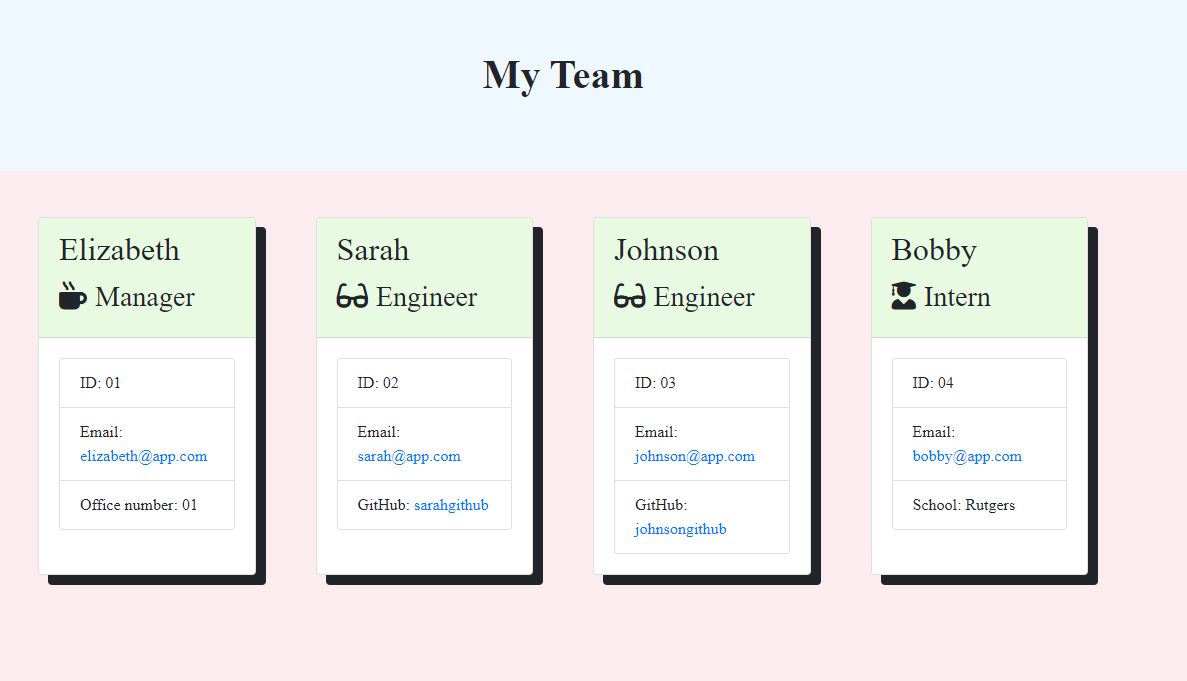 My Team
Elizabeth
Manager
ID: 01
Email:
elizabeth@app.com
Office number: 01
Sarah
Engineer
ID: 02
Email:
sarah@app.com
GitHub: sarahgithub
Johnson
Engineer
ID: 03
Email:
johnson@app.com
GitHub:
johnsongithub
Bobby
Intern
ID: 04
Email:
bobby@app.com
School: Rutgers